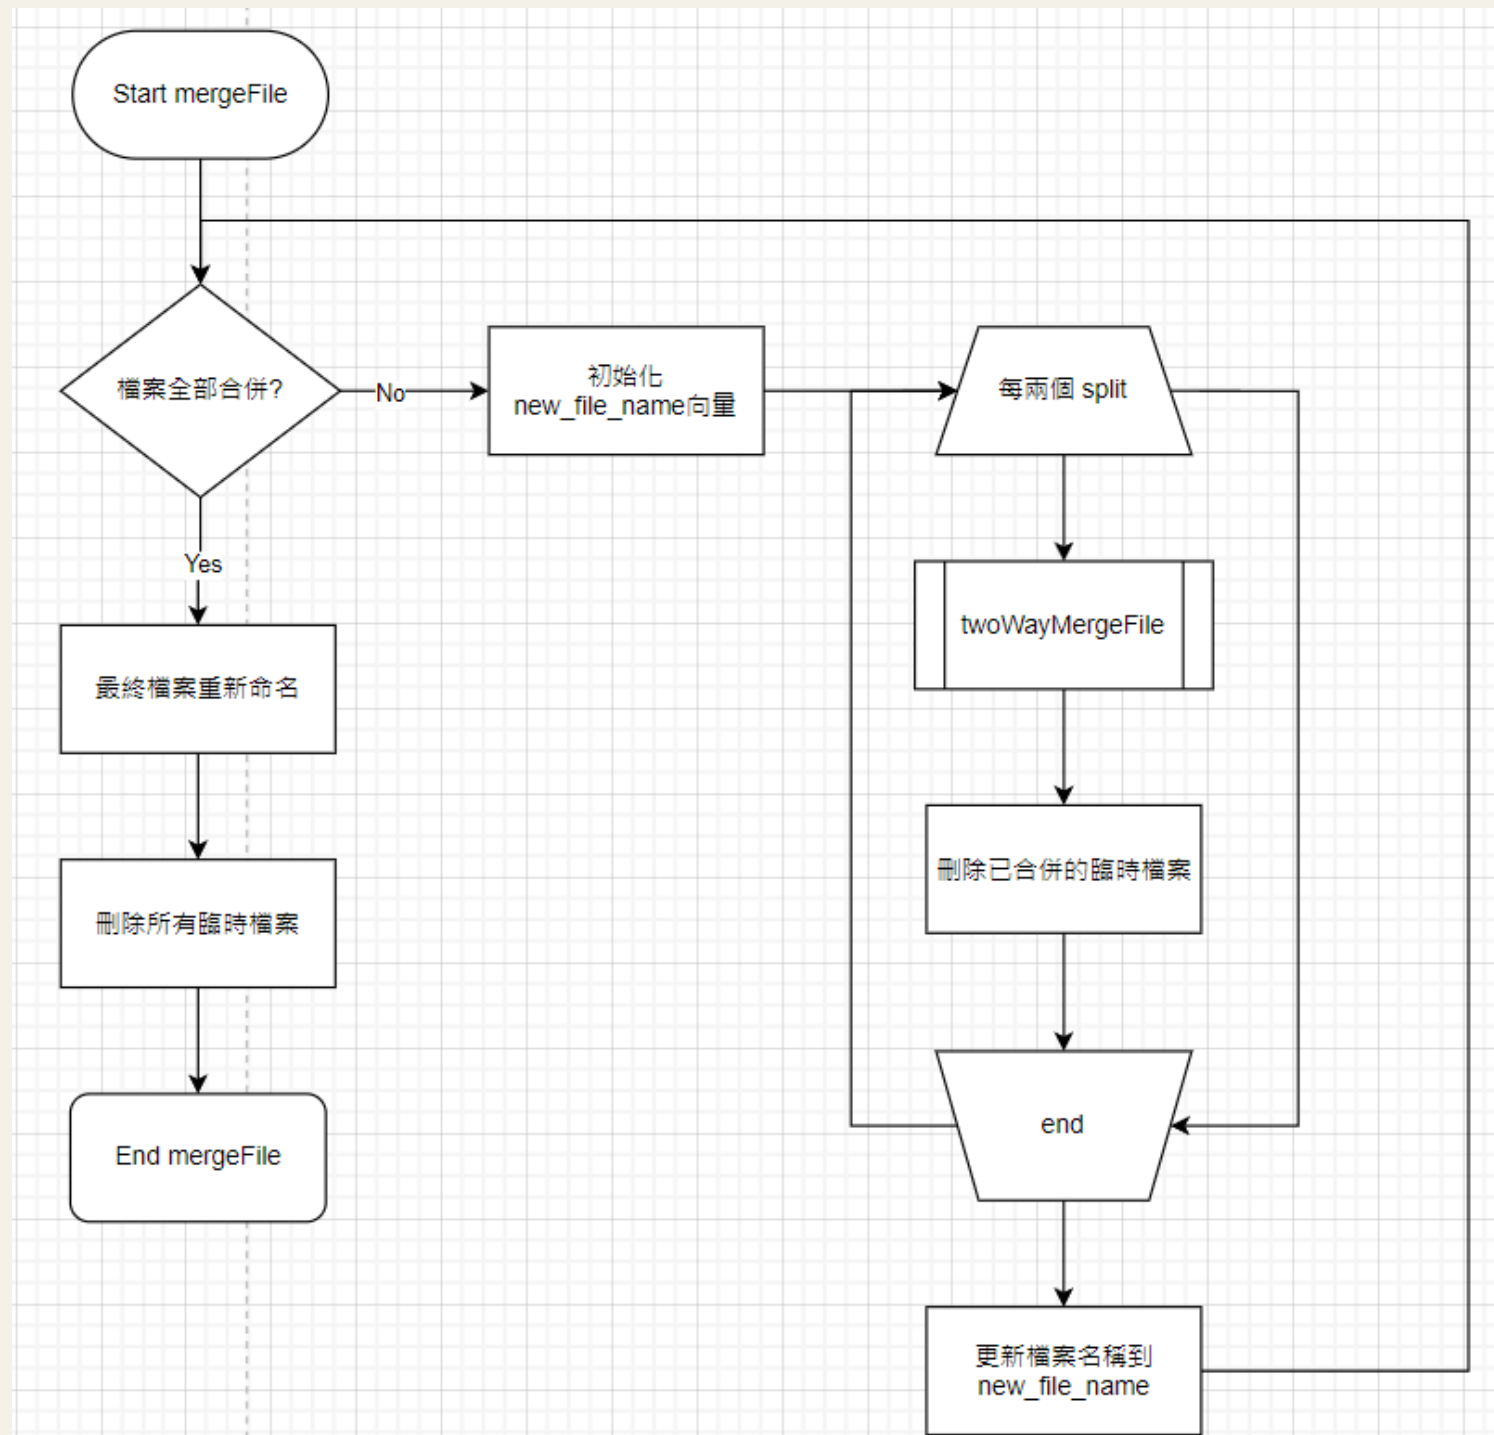 Start mergeFile
檔案全部合併?
No
初始化
new_file_name向量
每兩個 split
Yes
twoWayMergeFile
最終檔案重新命名
刪除已合併的臨時檔案
刪除所有臨時檔案
end
End mergeFile
更新檔案名稱到
new_file_name